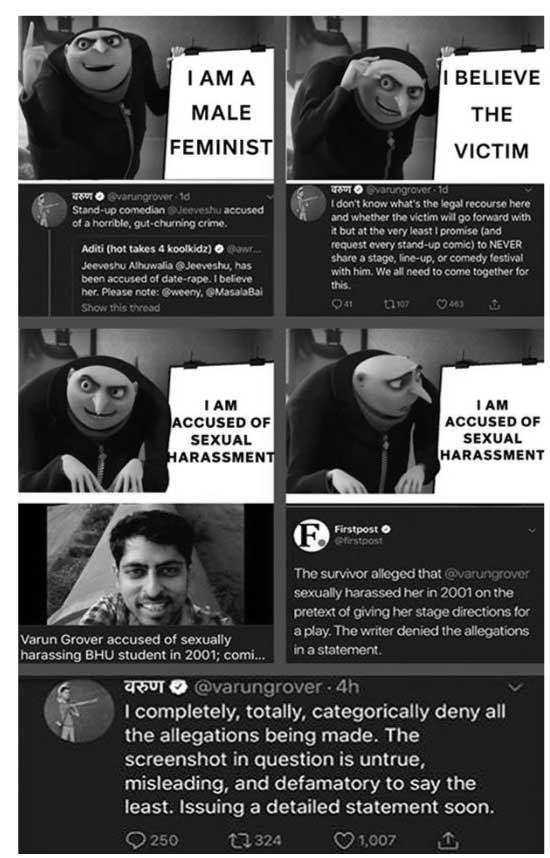 I AM A
MALE
FEMINIST
I BELIEVE
THE
VICTIM
वरुण @varungrover · 1d
Stand-up comedian @Jeeveshu accused
of a horrible, gut-churning crime.
Aditi (hot takes 4 koolkidz) @awr...
Jeeveshu Alhuwalia @Jeeveshu, has
been accused of date-rape. I believe
her. Please note: @weeny, @MasalaBai
Show this thread
वरुण @varungrover · 1d
I don't know what's the legal recourse here
and whether the victim will go forward with
it but at the very least I promise (and
request every stand-up comic) to NEVER
share a stage, line-up, or comedy festival
with him. We all need to come together for
this.
41 107 463
I AM
ACCUSED OF
SEXUAL
HARASSMENT
I AM
ACCUSED OF
SEXUAL
HARASSMENT
Varun Grover accused of sexually
harassing BHU student in 2001; comi...
F.
Firstpost
@firstpost
The survivor alleged that @varungrover
sexually harassed her in 2001 on the
pretext of giving her stage directions for
a play. The writer denied the allegations
in a statement.
वरुण @varungrover · 4h
I completely, totally, categorically deny all
the allegations being made. The
screenshot in question is untrue,
misleading, and defamatory to say the
least. Issuing a detailed statement soon.
250 324 1,007